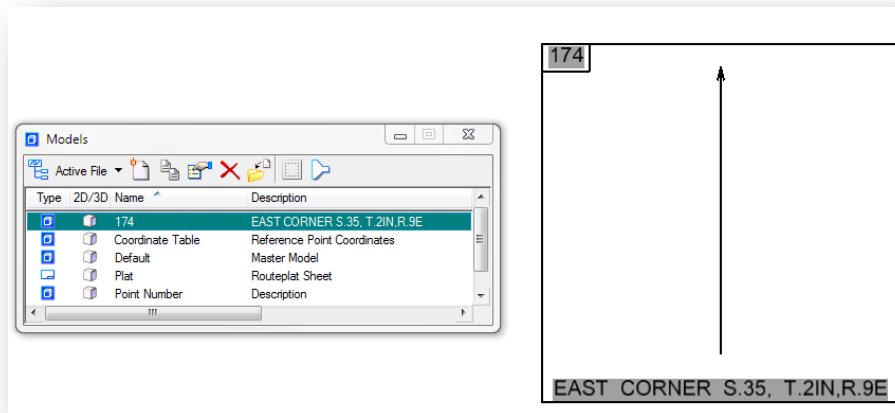 Models
Active File
Type 2D/3D Name Description
174 EAST CORNER S.35, T.2IN,R.9E
Coordinate Table Reference Point Coordinates
Default Master Model
Plat Routeplat Sheet
Point Number Description
174
EAST CORNER S.35, T.2IN,R.9E